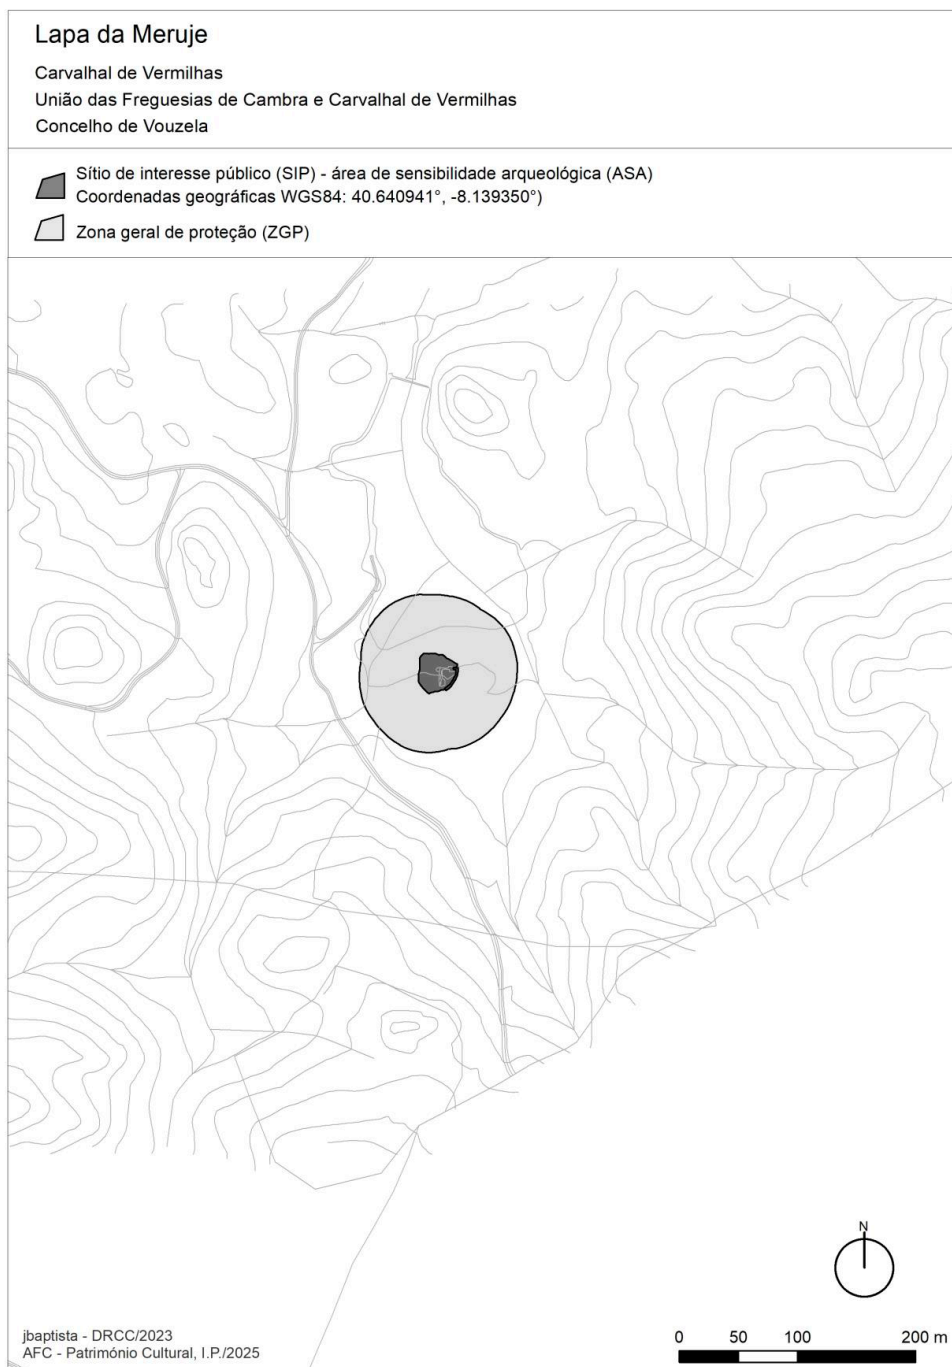 Lapa da Meruje
Carvalhal de Vermilhas
União das Freguesias de Cambra e Carvalhal de Vermilhas
Concelho de Vouzela
Sítio de interesse público (SIP) - área de sensibilidade arqueológica (ASA)
Coordenadas geográficas WGS84: 40.640941°, -8.139350°)
Zona geral de proteção (ZGP)
N
jbaptista - DRCC/2023
AFC - Património Cultural, I.P./2025
0 50 100 200 m